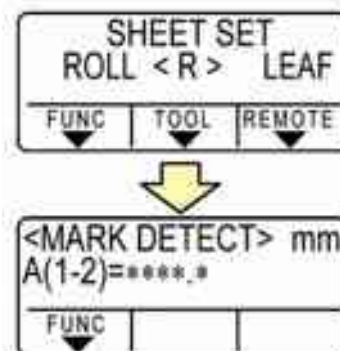 SHEET SET
ROLL < R > LEAF
FUNC TOOL REMOTE
<MARK DETECT> mm
A(1-2)=****.*
FUNC